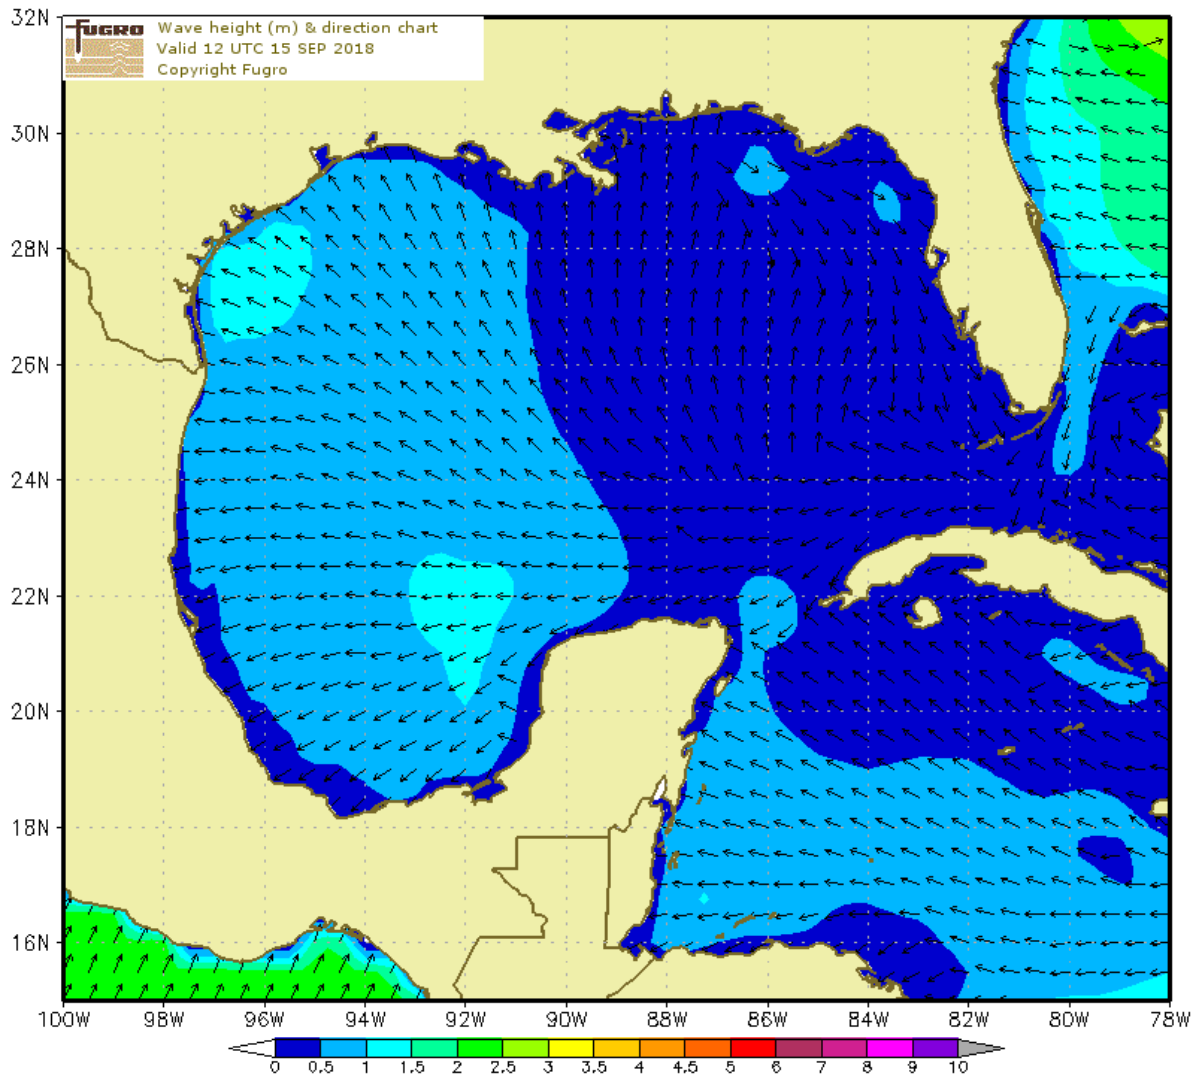 FUGRO
Wave height (m) & direction chart
Valid 12 UTC 15 SEP 2018
Copyright Fugro
32N
30N
28N
26N
24N
22N
20N
18N
16N
100W 98W 96W 94W 92W 90W 88W 86W 84W 82W 80W 78W
0 0.5 1 1.5 2 2.5 3 3.5 4 4.5 5 6 7 8 9 10